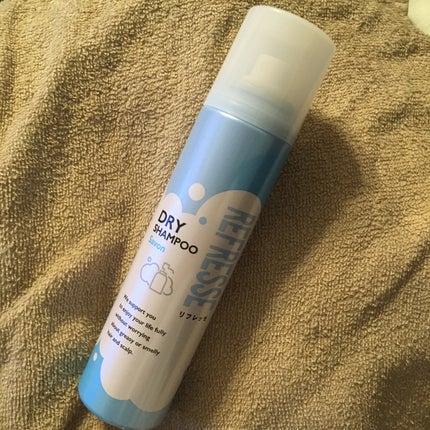 REFRESSE
リフレッセ
DRY
SHAMPOO
Savon
We support you
to enjoy your life fully
without worrying
about greasy or smelly
hair and scalp.